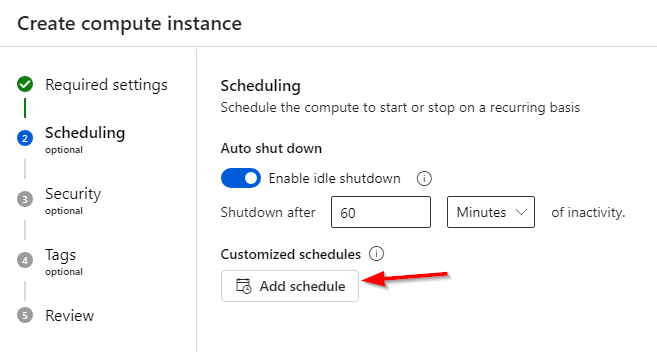 Create compute instance
Required settings
2 Scheduling
optional
3 Security
optional
4 Tags
optional
5 Review
Scheduling
Schedule the compute to start or stop on a recurring basis
Auto shut down
Enable idle shutdown
Shutdown after 60 Minutes of inactivity.
Customized schedules
Add schedule